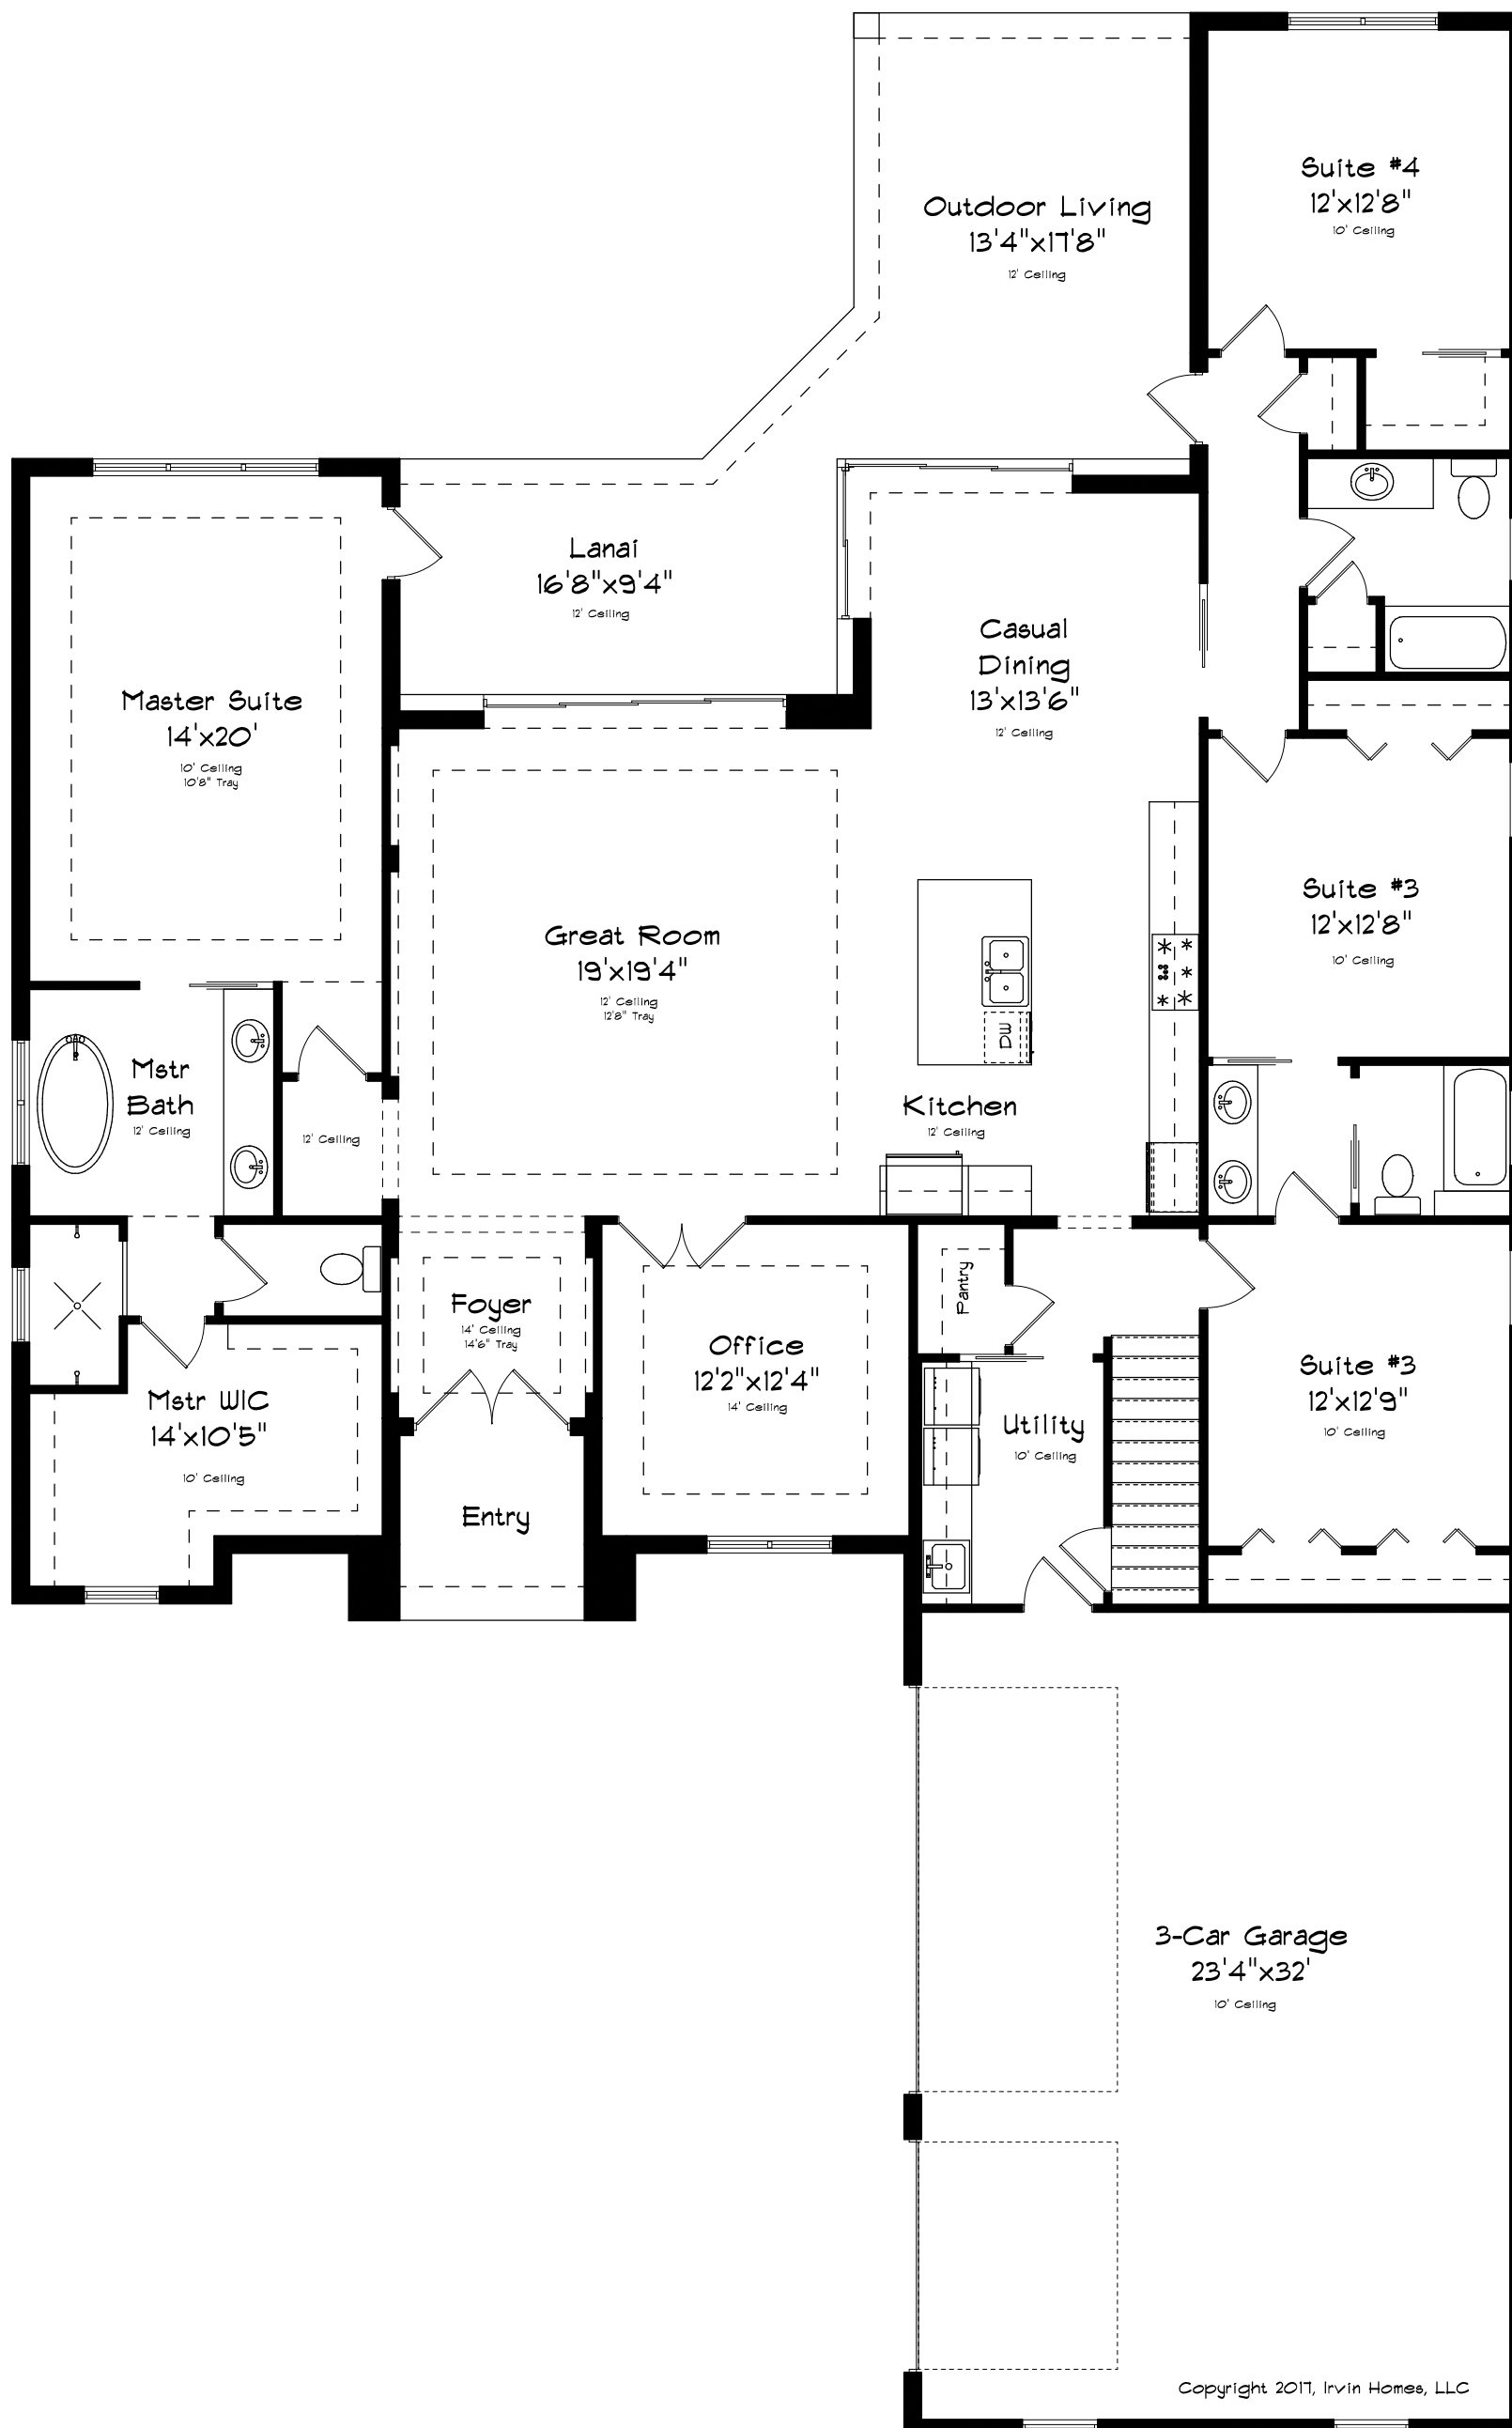 Suite #4
12'x12'8"
10' Ceiling
Outdoor Living
13'4"x17'8"
12' Ceiling
Lanai
16'8"x9'4"
12' Ceiling
Casual
Dining
13'x13'6"
12' Ceiling
Master Suite
14'x20'
10' Ceiling
10'8" Tray
Suite #3
12'x12'8"
10' Ceiling
Great Room
19'x19'4"
12' Ceiling
12'8" Tray
DW
Mstr
Bath
12' Ceiling
12' Ceiling
Kitchen
12' Ceiling
Pantry
Foyer
14' Ceiling
14'6" Tray
Office
12'2"x12'4"
14' Ceiling
Suite #3
12'x12'9"
10' Ceiling
Mstr WIC
14'x10'5"
10' Ceiling
Utility
10' Ceiling
Entry
3-Car Garage
23'4"x32'
10' Ceiling
Copyright 2017, Irvin Homes, LLC